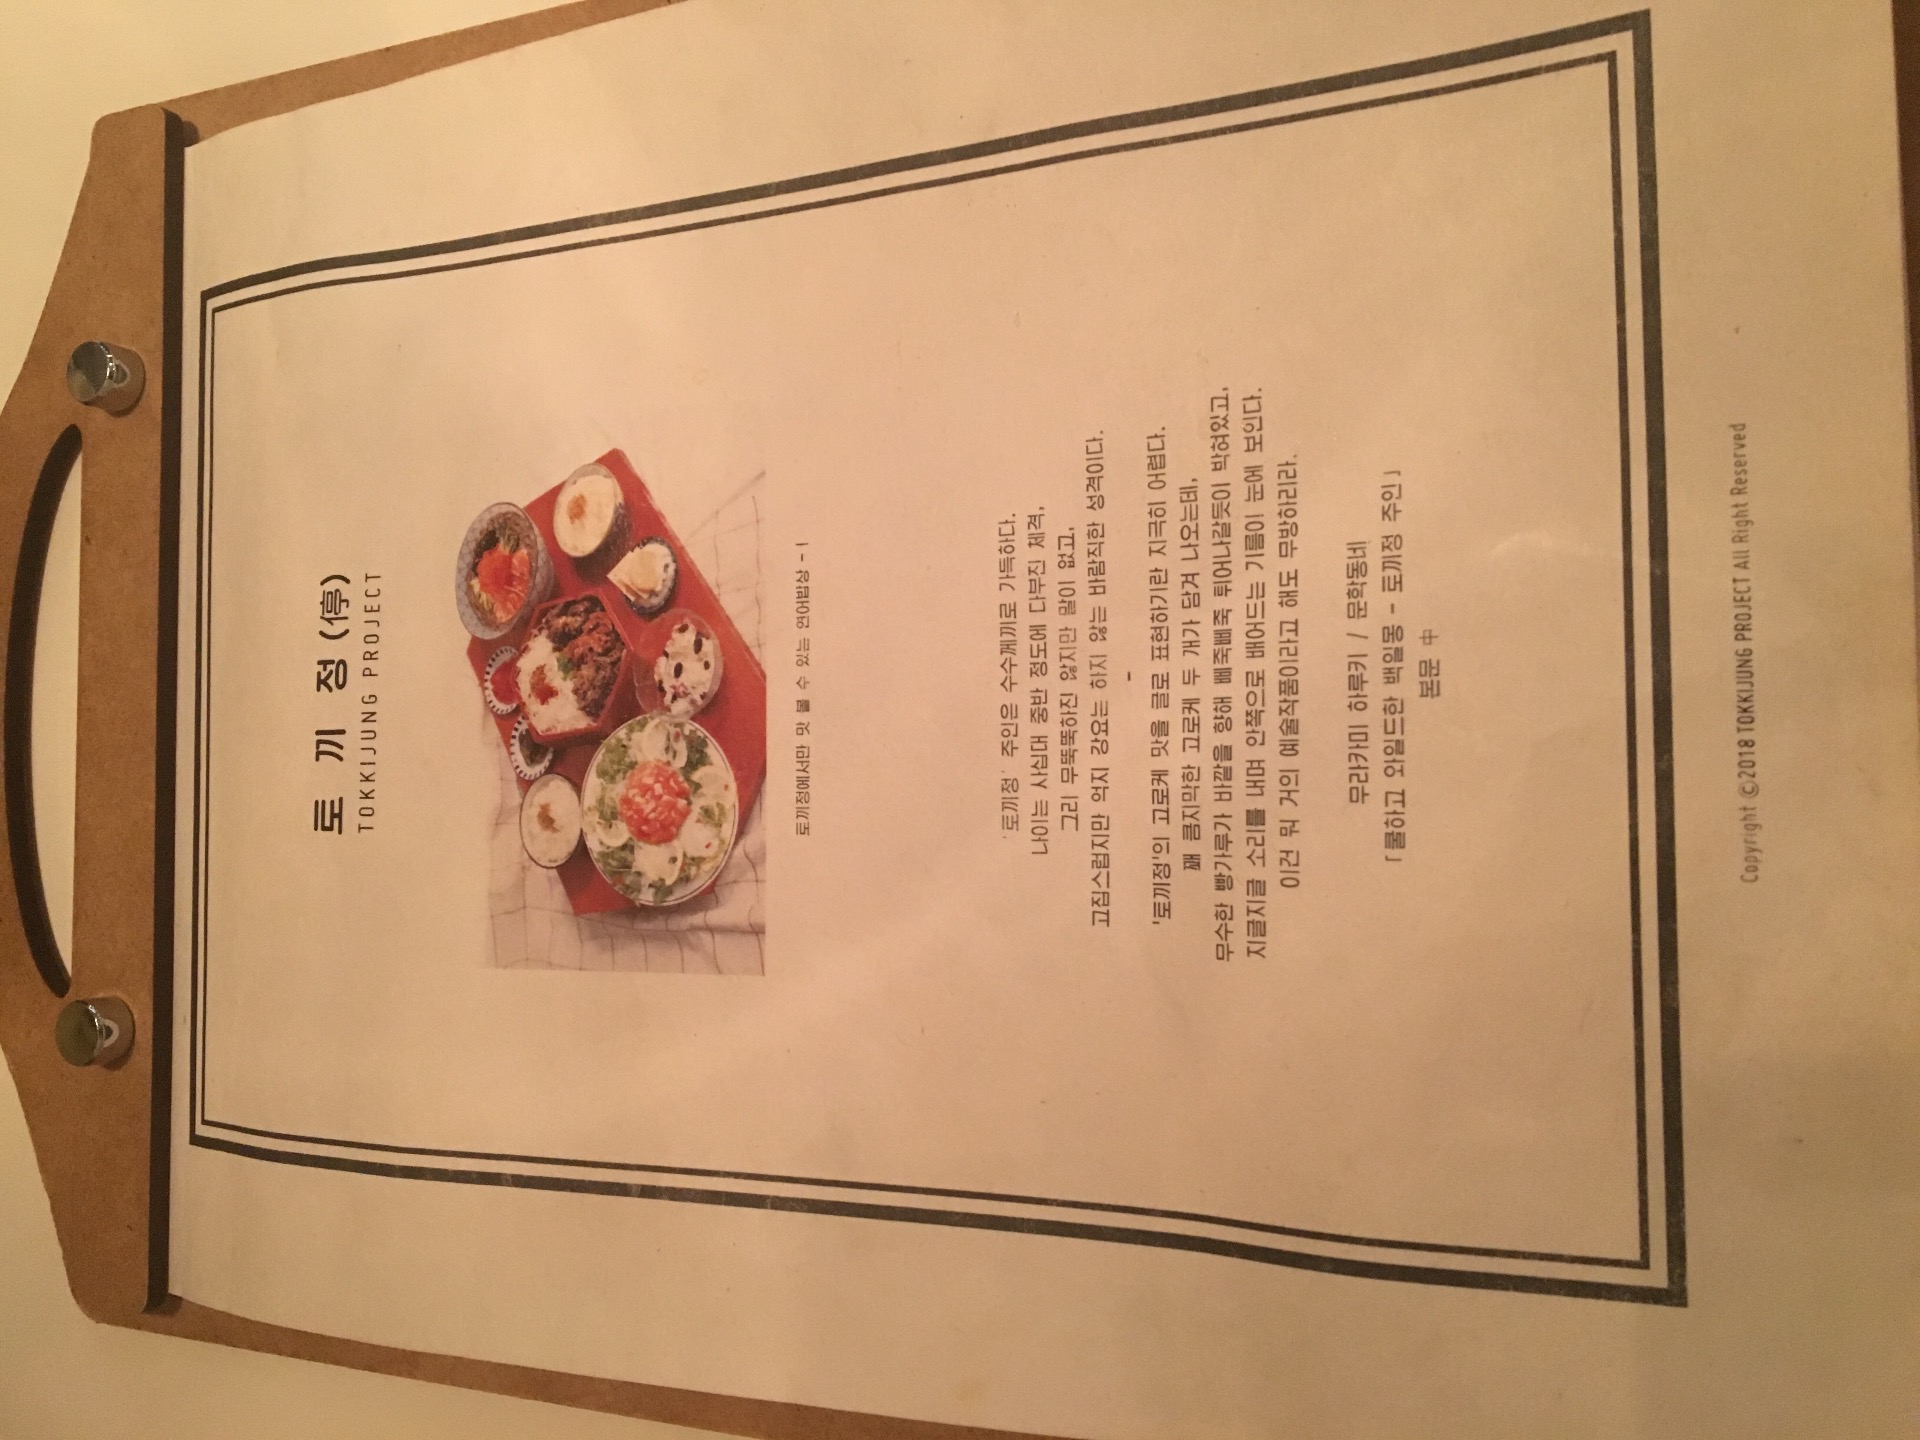 토 끼 정 (停)
TOKKIJUNG PROJECT
토끼정에서만 맛 볼 수 있는 연어밥상 - !
'토끼정' 주인은 수수께끼로 가득하다.
나이는 사십대 중반 정도에 다부진 체격,
그리 무뚝뚝하진 않지만 말이 없고,
고집스럽지만 억지 강요는 하지 않는 바람직한 성격이다.
-
'토끼정'의 고로케 맛을 글로 표현하기란 지극히 어렵다.
꽤 큼지막한 고로케 두 개가 담겨 나오는데,
무수한 빵가루가 바깥을 향해 삐죽삐죽 튀어나갈듯이 박혀있고,
지글지글 소리를 내며 안쪽으로 배어드는 기름이 눈에 보인다.
이건 뭐 거의 예술작품이라고 해도 무방하리라.
무라카미 하루키 / 문학동네
「쿨하고 와일드한 백일몽 - 토끼정 주인」
본문 中
Copyright ©2018 TOKKIJUNG PROJECT All Right Reserved